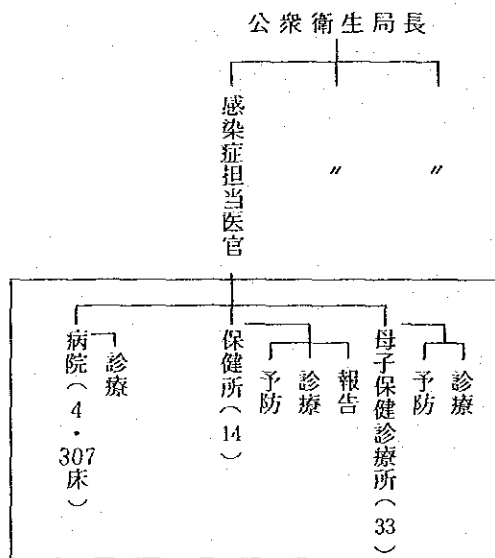 公衆衛生局長
感染症担当医官
〃
〃
病院（4・307床）
診療
保健所（14）
予防
診療
報告
母子保健診療所（33）
予防
診療